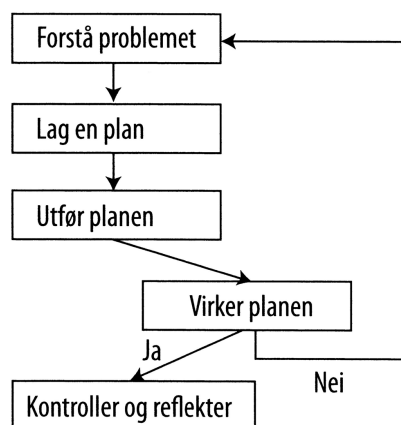 Forstå problemet
Lag en plan
Utfør planen
Virker planen
Ja
Nei
Kontroller og reflekter